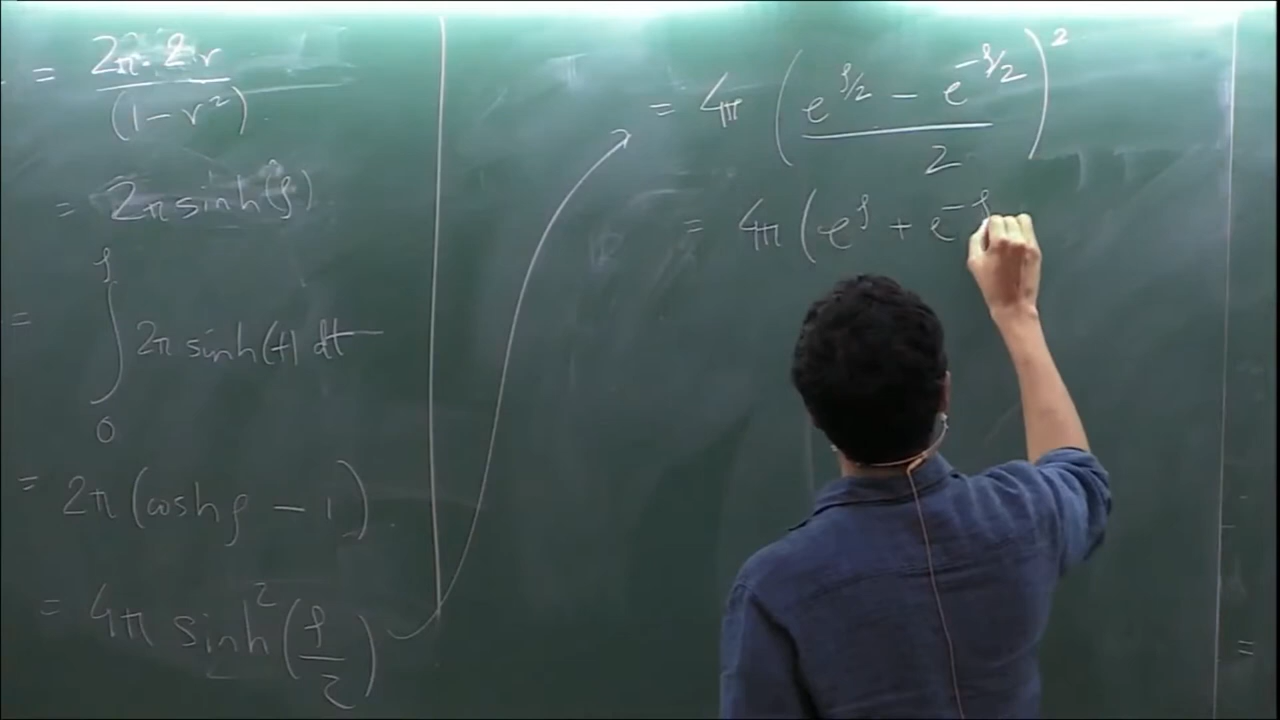 = 2π·2r / (1-r²)
= 2π sinh(ρ)
= ∫₀^ρ 2π sinh(t) dt
= 2π (coshρ - 1)
= 4π sinh² (ρ/2)
= 4π ( (e^{ρ/2} - e^{-ρ/2}) / 2 )²
= 4π (e^ρ + e^{-ρ}
=